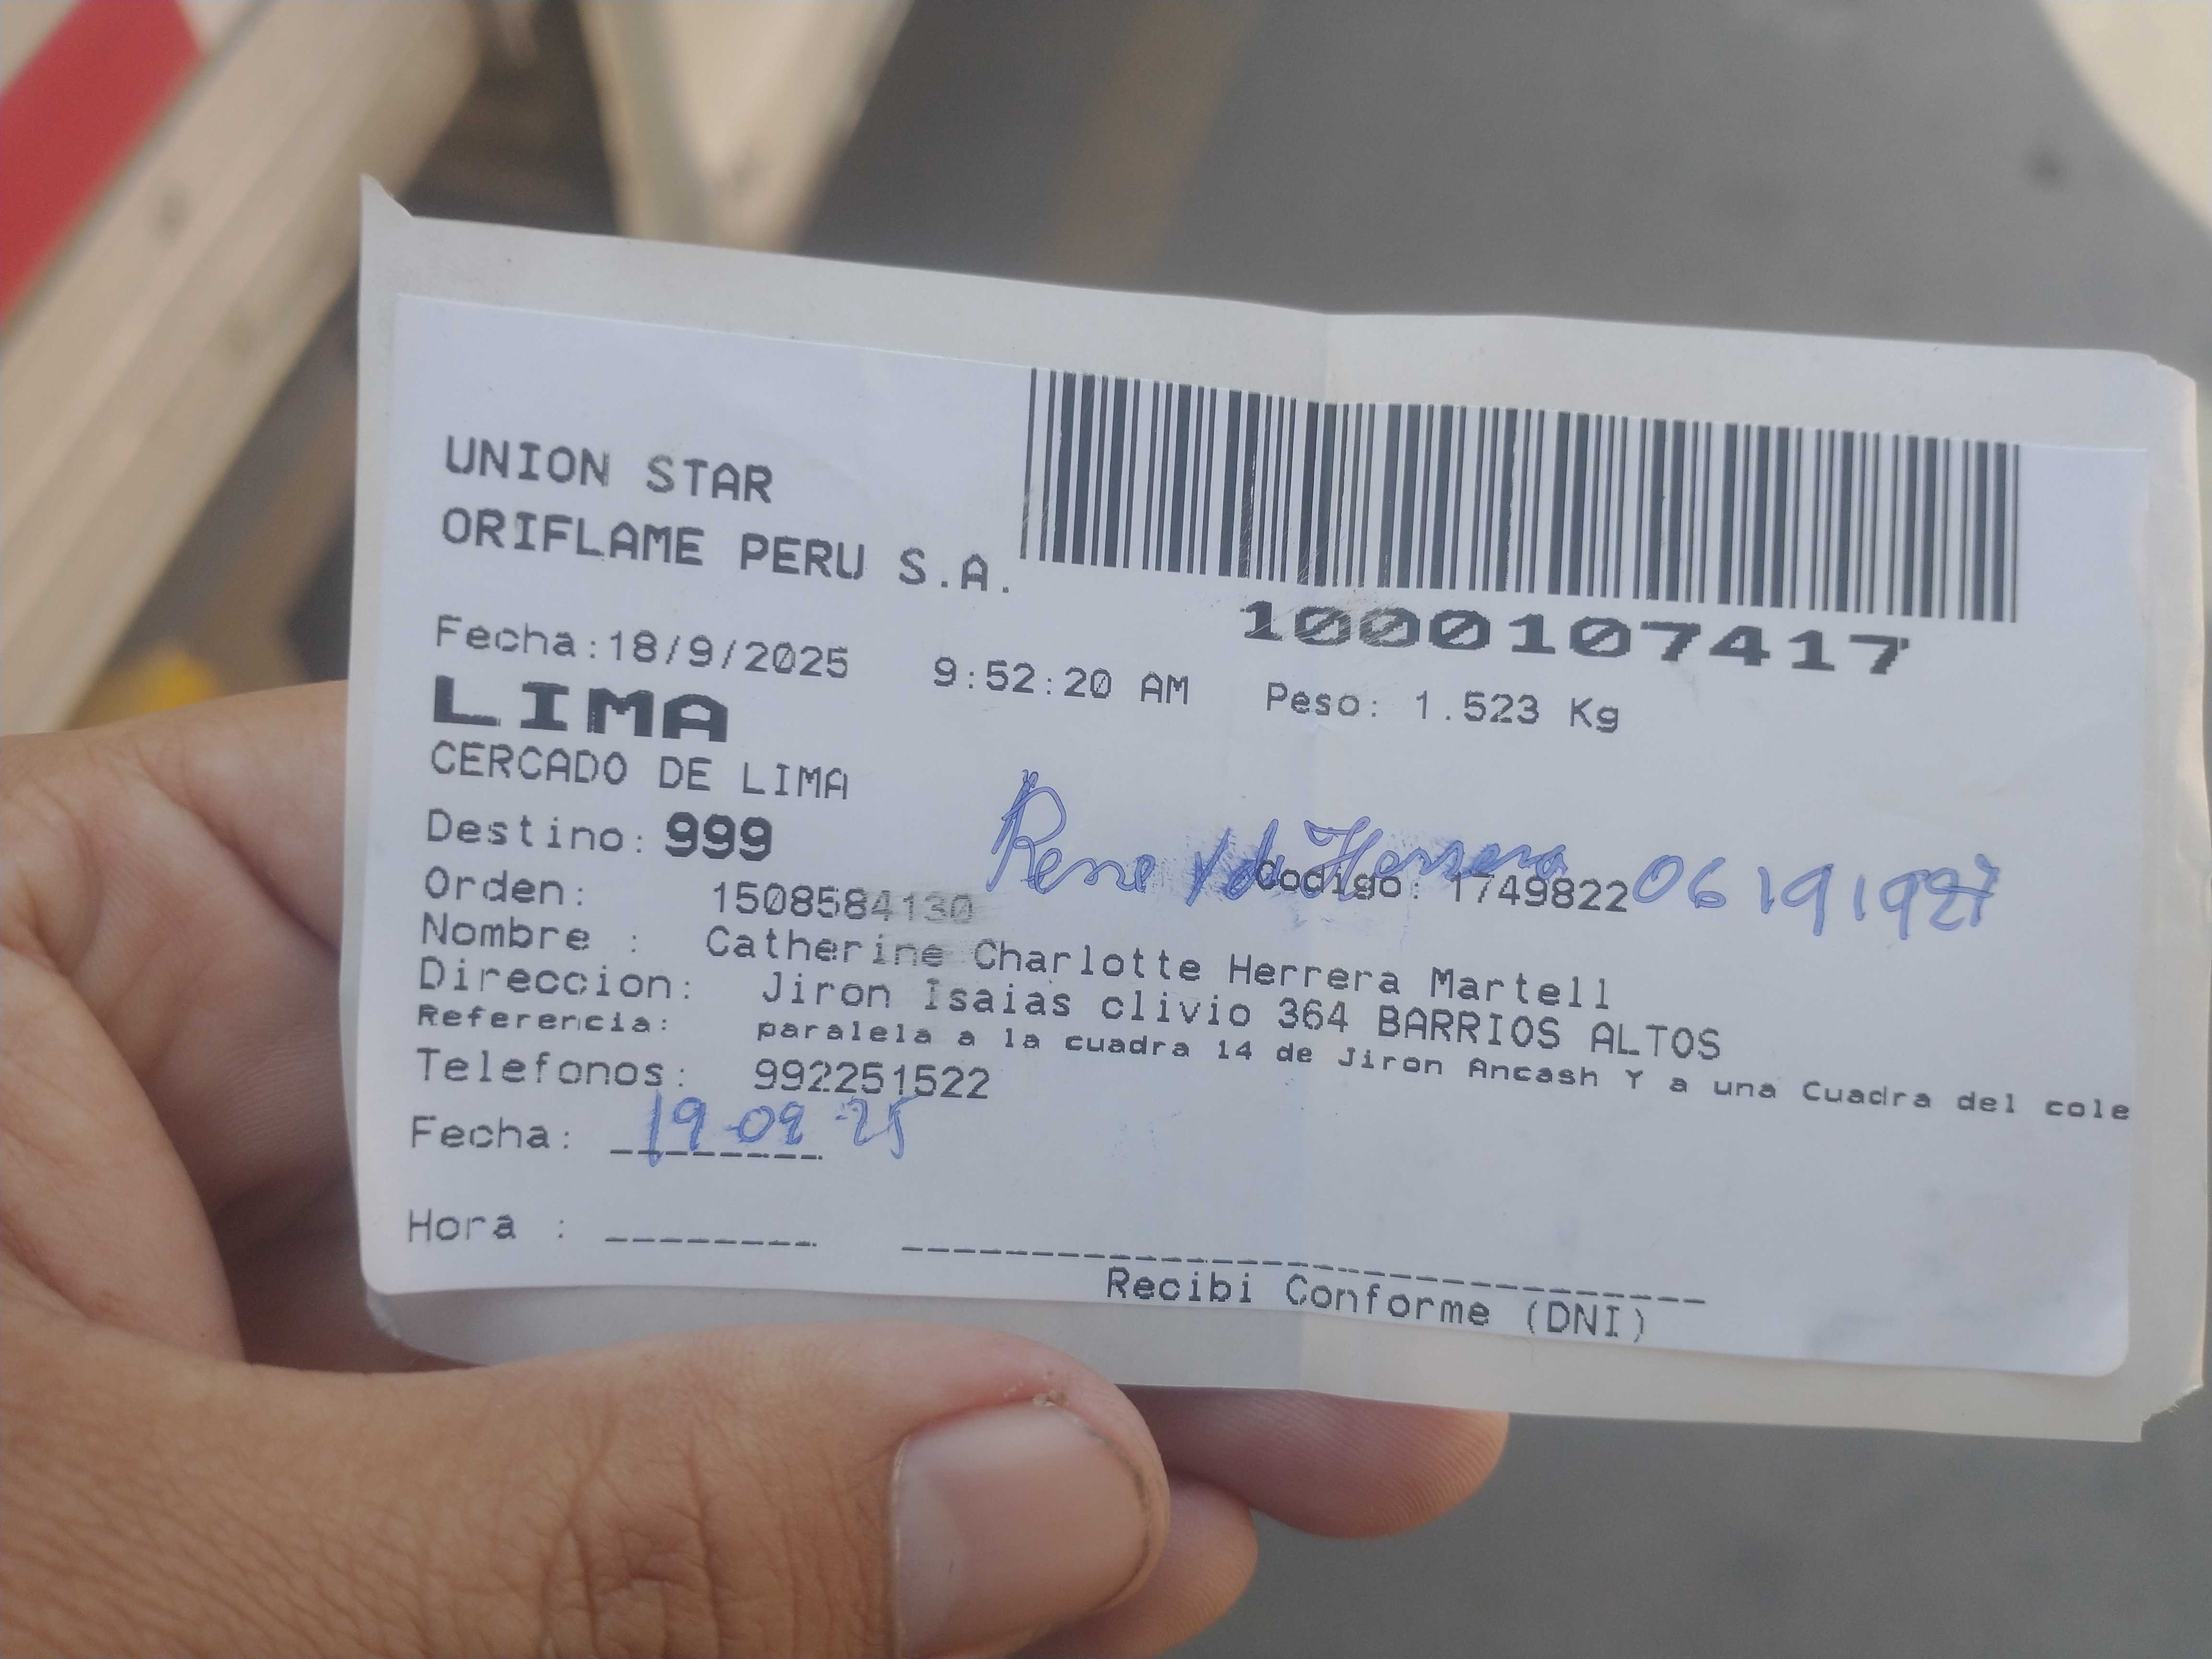 UNION STAR
ORIFLAME PERU S.A.
1000107417
Fecha:18/9/2025 9:52:20 AM Peso: 1.523 Kg
LIMA
CERCADO DE LIMA
Destino: 999
Rene Herrera
Orden: 1508584130 Codigo: 1749822 06191927
Nombre : Catherine Charlotte Herrera Martell
Direccion: Jiron Isaias clivio 364 BARRIOS ALTOS
Referencia: paralela a la cuadra 14 de Jiron Ancash Y a una Cuadra del cole
Telefonos: 992251522
Fecha: 19-09-25
Hora :
Recibi Conforme (DNI)